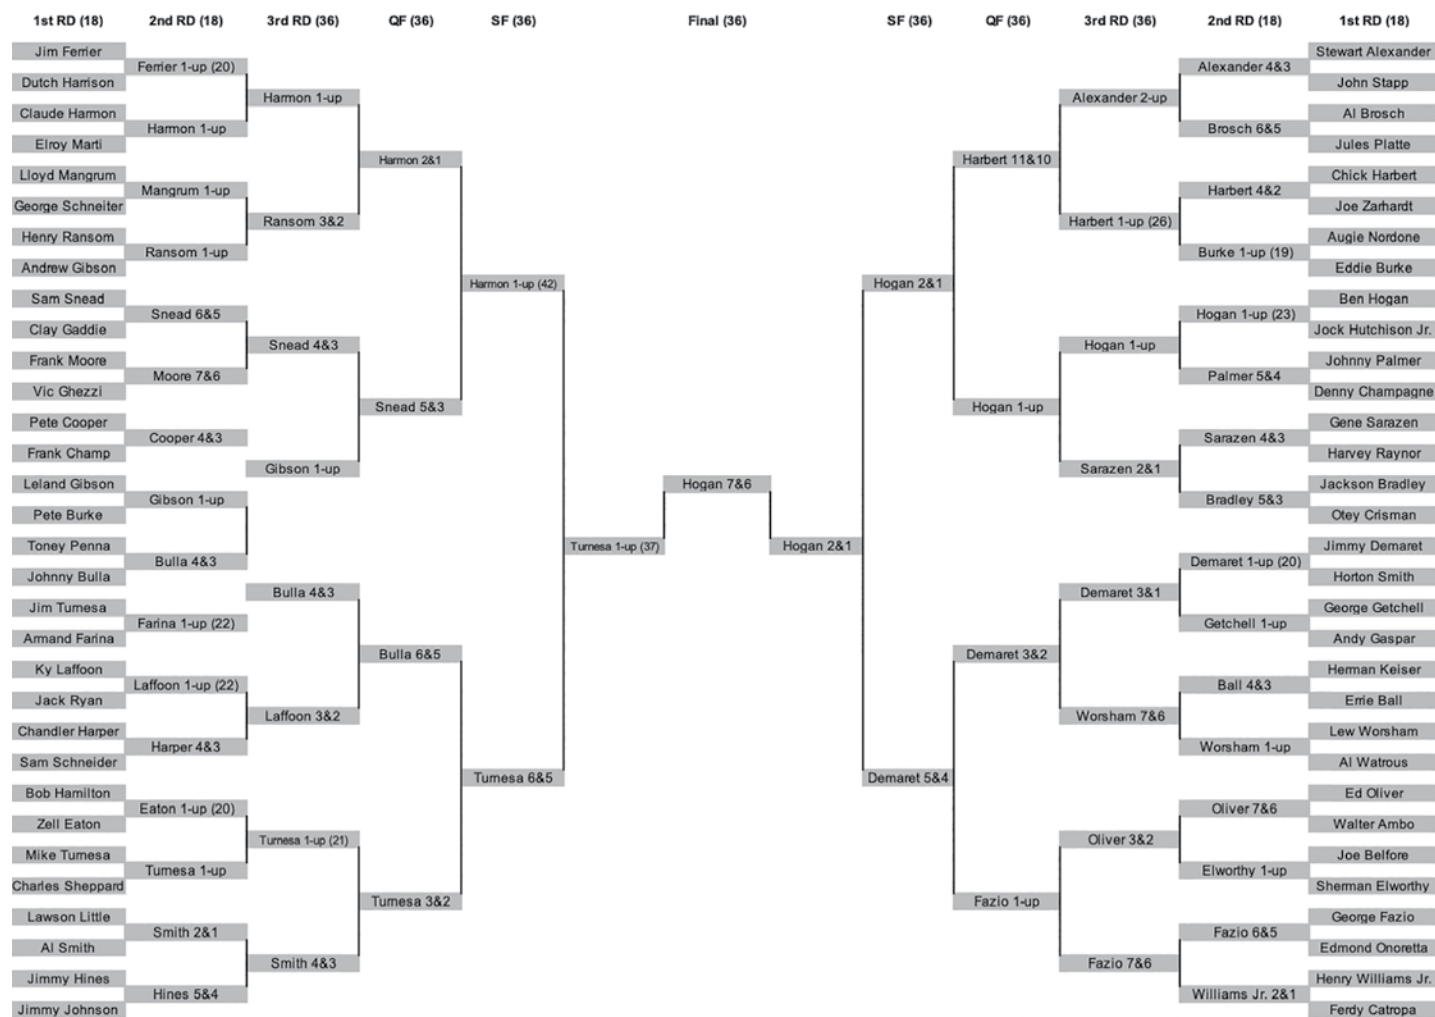 1st RD (18)
2nd RD (18)
3rd RD (36)
QF (36)
SF (36)
Final (36)
SF (36)
QF (36)
3rd RD (36)
2nd RD (18)
1st RD (18)
Jim Ferrier
Dutch Harrison
Claude Harmon
Elroy Marti
Lloyd Mangrum
George Schneiter
Henry Ransom
Andrew Gibson
Sam Snead
Clay Gaddie
Frank Moore
Vic Ghezzi
Pete Cooper
Frank Champ
Leland Gibson
Pete Burke
Toney Penna
Johnny Bulla
Jim Turnesa
Armand Farina
Ky Laffoon
Jack Ryan
Chandler Harper
Sam Schneider
Bob Hamilton
Zell Eaton
Mike Turnesa
Charles Sheppard
Lawson Little
Al Smith
Jimmy Hines
Jimmy Johnson
Ferrier 1-up (20)
Harmon 1-up
Mangrum 1-up
Ransom 1-up
Snead 6&5
Moore 7&6
Cooper 4&3
Gibson 1-up
Bulla 4&3
Farina 1-up (22)
Laffoon 1-up (22)
Harper 4&3
Eaton 1-up (20)
Turnesa 1-up
Smith 2&1
Hines 5&4
Harmon 1-up
Ransom 3&2
Snead 4&3
Gibson 1-up
Bulla 4&3
Laffoon 3&2
Turnesa 1-up (21)
Smith 4&3
Harmon 2&1
Snead 5&3
Bulla 6&5
Turnesa 3&2
Harmon 1-up (42)
Turnesa 6&5
Turnesa 1-up (37)
Hogan 7&6
Hogan 2&1
Hogan 2&1
Demaret 5&4
Harbert 11&10
Hogan 1-up
Demaret 3&2
Fazio 1-up
Alexander 2-up
Harbert 1-up (26)
Hogan 1-up
Sarazen 2&1
Demaret 3&1
Worsham 7&6
Oliver 3&2
Fazio 7&6
Alexander 4&3
Brosch 6&5
Harbert 4&2
Burke 1-up (19)
Hogan 1-up (23)
Palmer 5&4
Sarazen 4&3
Bradley 5&3
Demaret 1-up (20)
Getchell 1-up
Ball 4&3
Worsham 1-up
Oliver 7&6
Elworthy 1-up
Fazio 6&5
Williams Jr. 2&1
Stewart Alexander
John Stapp
Al Brosch
Jules Platte
Chick Harbert
Joe Zarhardt
Augie Nordone
Eddie Burke
Ben Hogan
Jock Hutchison Jr.
Johnny Palmer
Denny Champagne
Gene Sarazen
Harvey Raynor
Jackson Bradley
Otey Crisman
Jimmy Demaret
Horton Smith
George Getchell
Andy Gaspar
Herman Keiser
Errie Ball
Lew Worsham
Al Watrous
Ed Oliver
Walter Ambo
Joe Belfore
Sherman Elworthy
George Fazio
Edmond Onoretta
Henry Williams Jr.
Ferdy Catropa